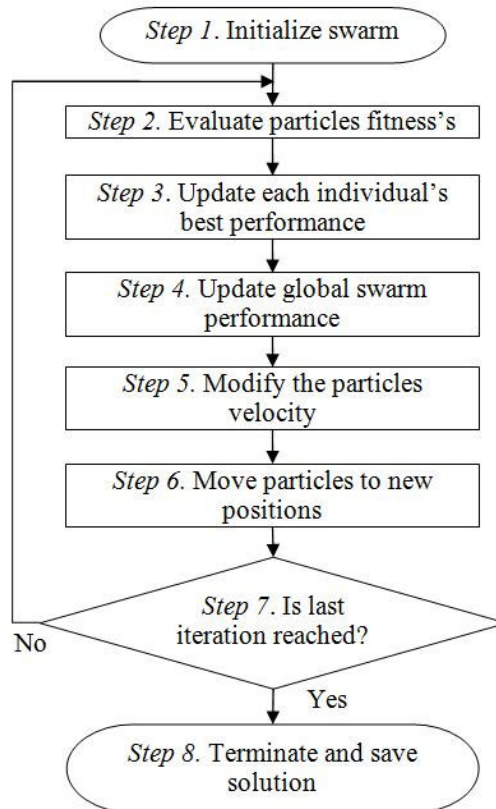 Step 1. Initialize swarm
Step 2. Evaluate particles fitness's
Step 3. Update each individual's
best performance
Step 4. Update global swarm
performance
Step 5. Modify the particles
velocity
Step 6. Move particles to new
positions
Step 7. Is last
iteration reached?
No
Yes
Step 8. Terminate and save
solution